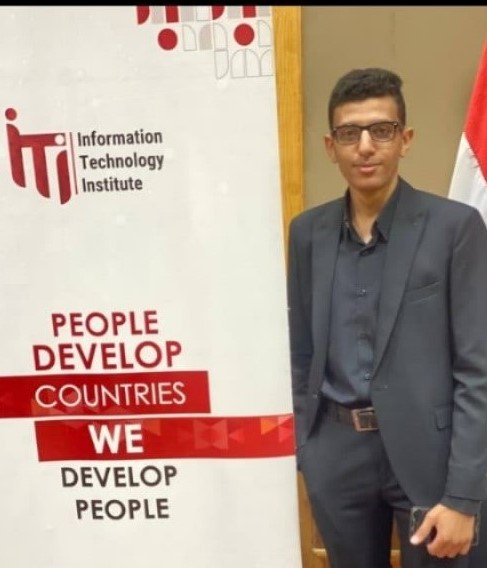 iTi
Information
Technology
Institute
PEOPLE
DEVELOP
COUNTRIES
WE
DEVELOP
PEOPLE